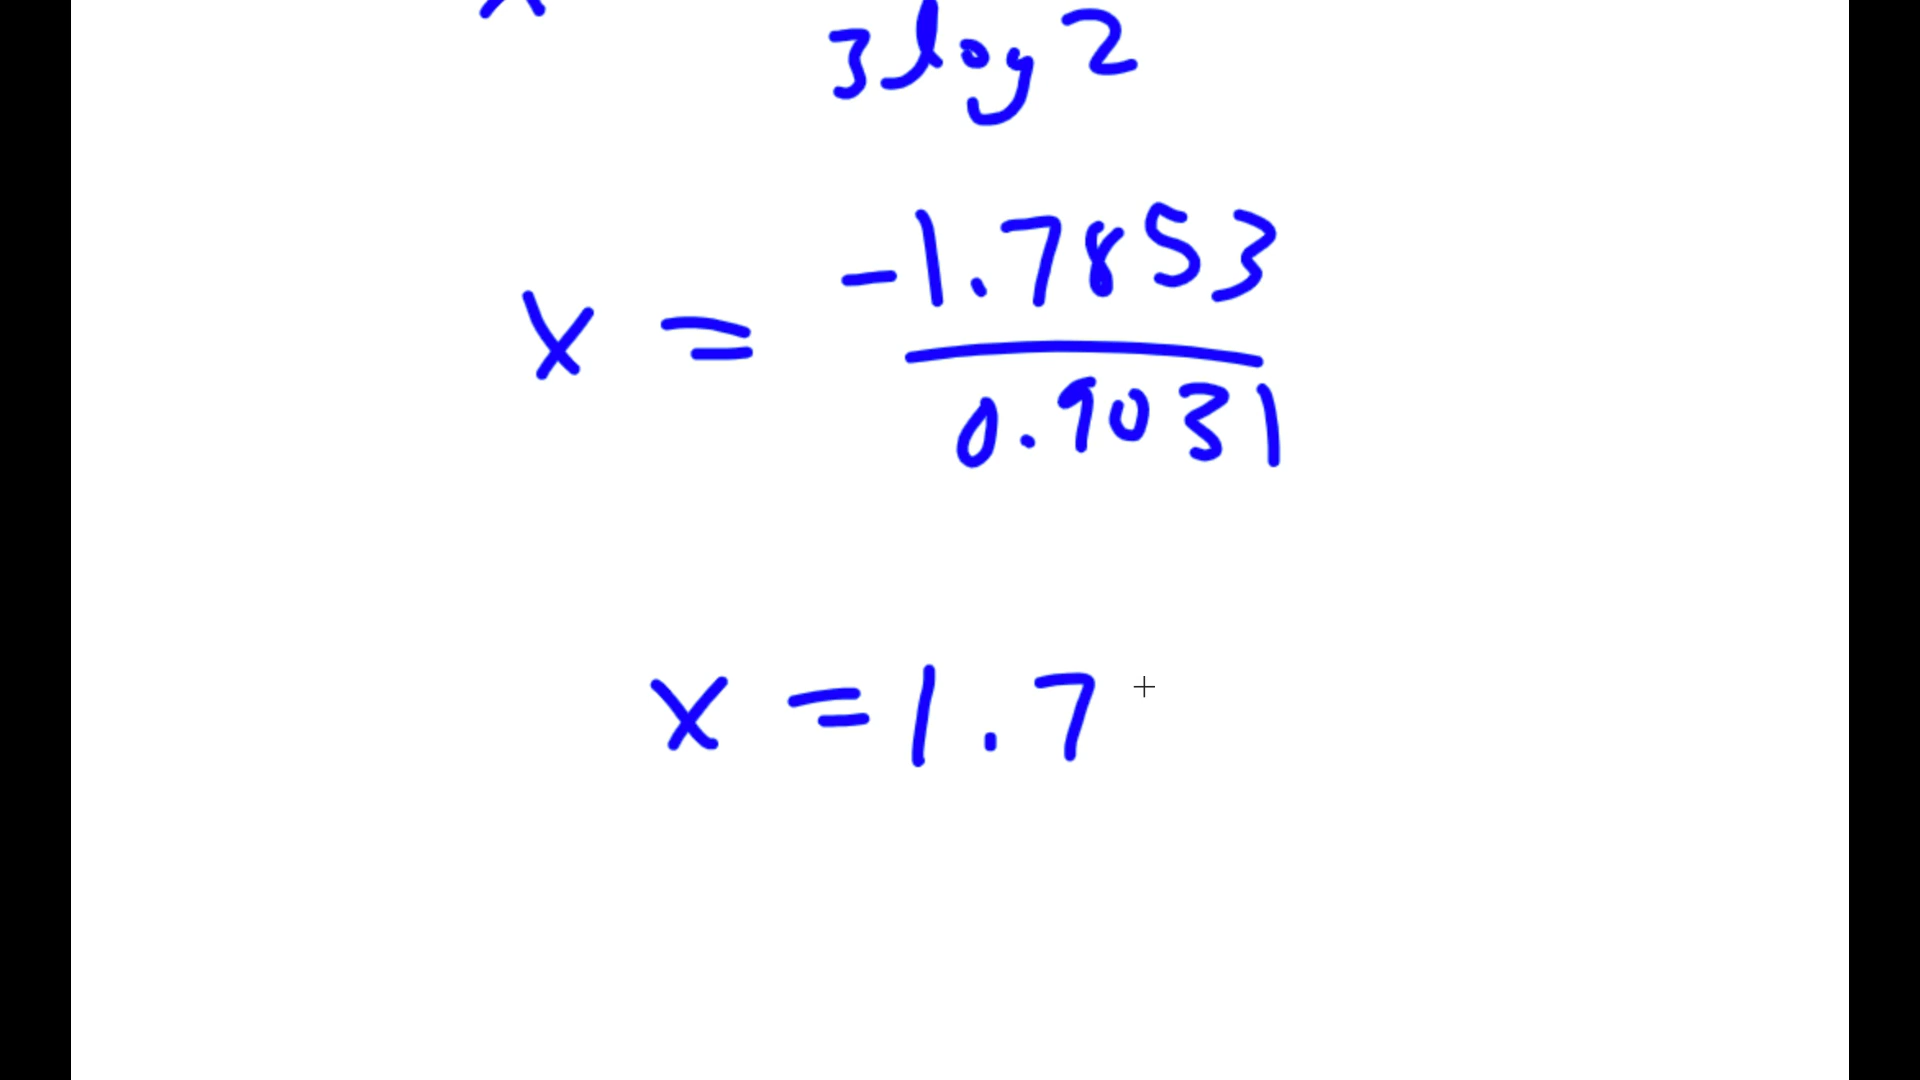 3log2
x = -1.7853
0.9031
x = 1.7